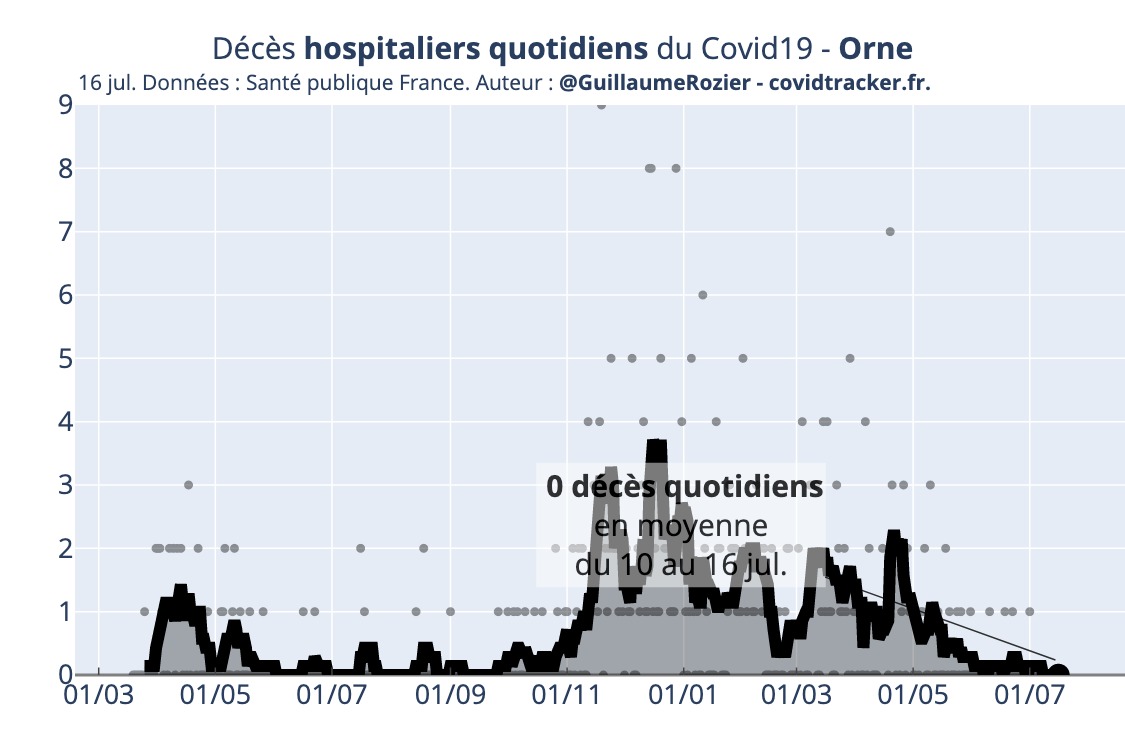 Décès hospitaliers quotidiens du Covid19 - Orne
16 jul. Données : Santé publique France. Auteur : @GuillaumeRozier - covidtracker.fr.
9
8
7
6
5
4
3
2
1
0
0 décès quotidiens
en moyenne
du 10 au 16 jul.
01/03 01/05 01/07 01/09 01/11 01/01 01/03 01/05 01/07